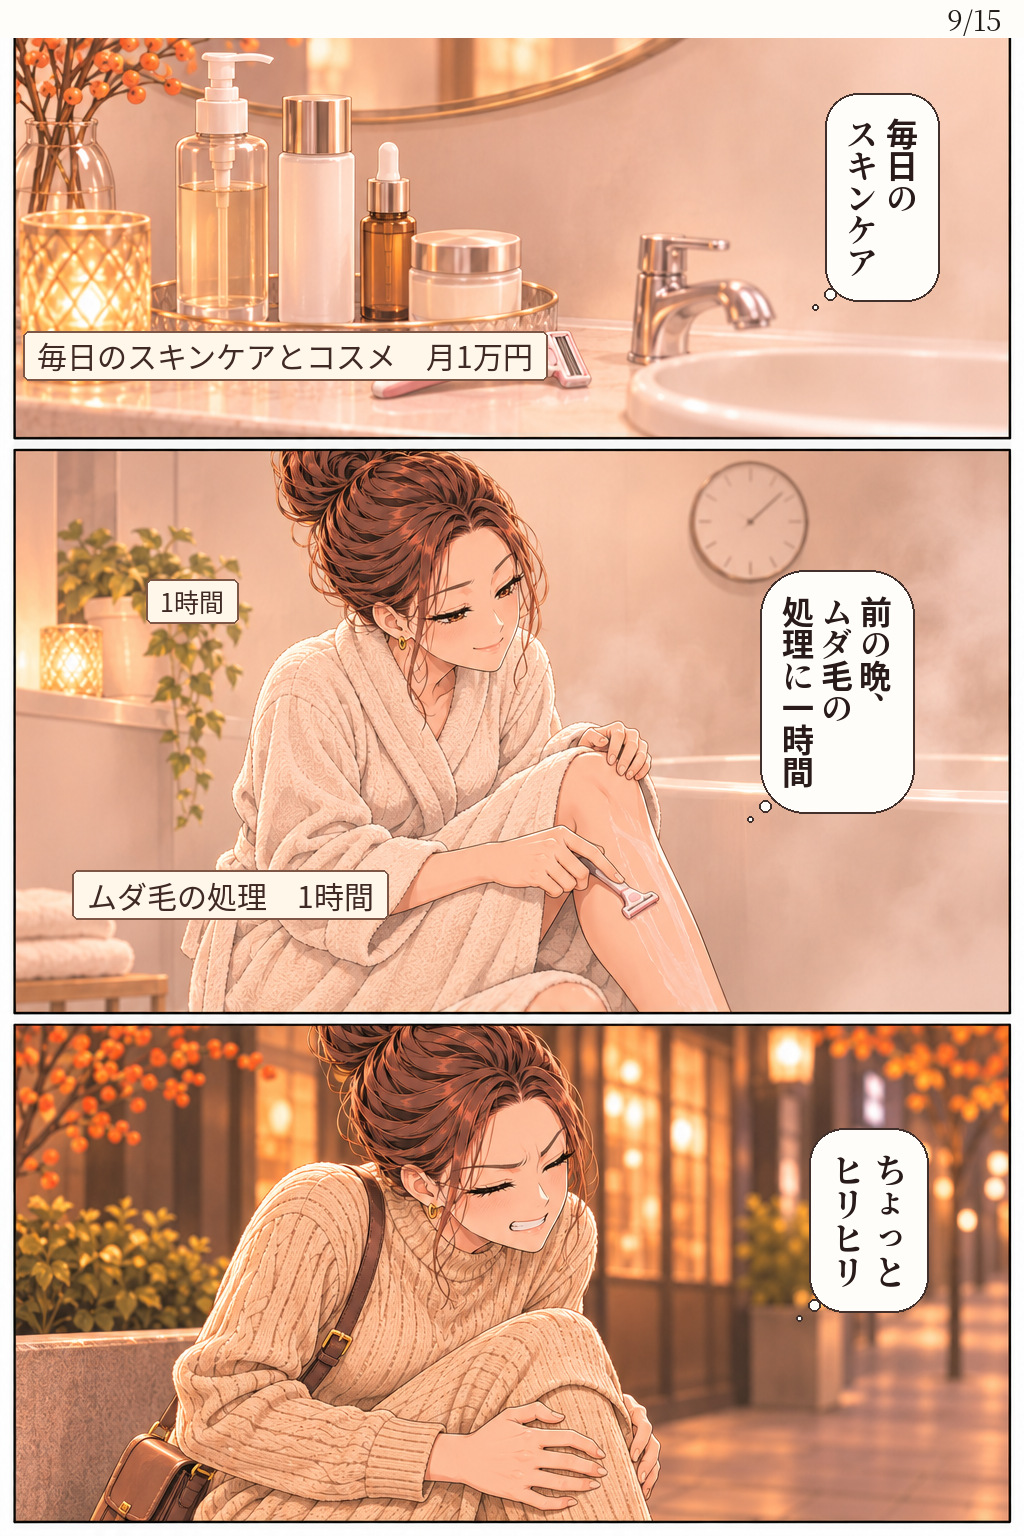 9/15
毎日の
スキンケア
毎日のスキンケアとコスメ　月1万円
前の晩、
ムダ毛の
処理に一時間
1時間
ムダ毛の処理　1時間
ちょっと
ヒリヒリ